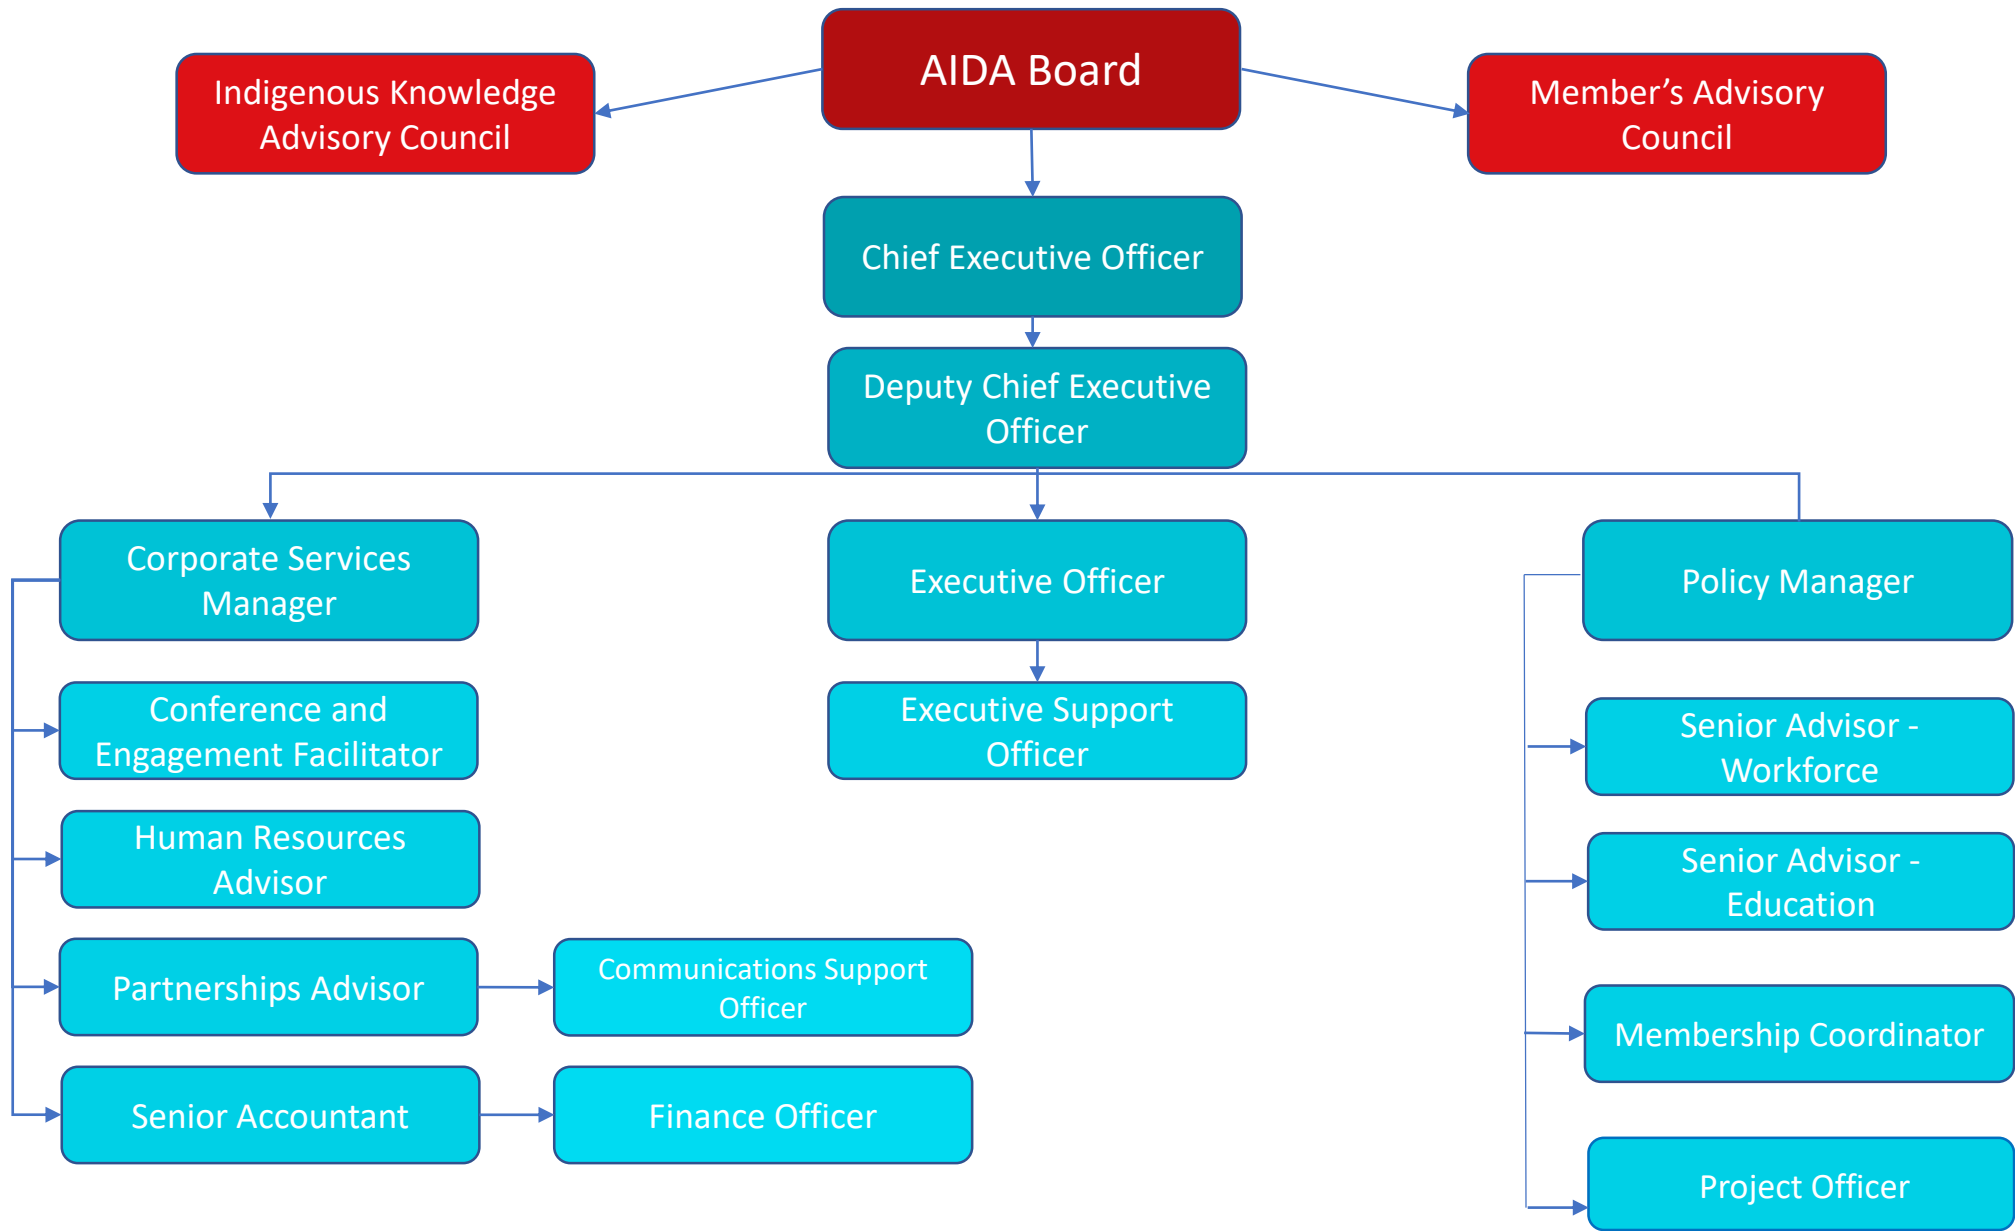 AIDA Board
Indigenous Knowledge
Advisory Council
Member’s Advisory
Council
Chief Executive Officer
Deputy Chief Executive
Officer
Corporate Services
Manager
Executive Officer
Policy Manager
Conference and
Engagement Facilitator
Executive Support
Officer
Senior Advisor -
Workforce
Human Resources
Advisor
Senior Advisor -
Education
Partnerships Advisor
Communications Support
Officer
Membership Coordinator
Senior Accountant
Finance Officer
Project Officer